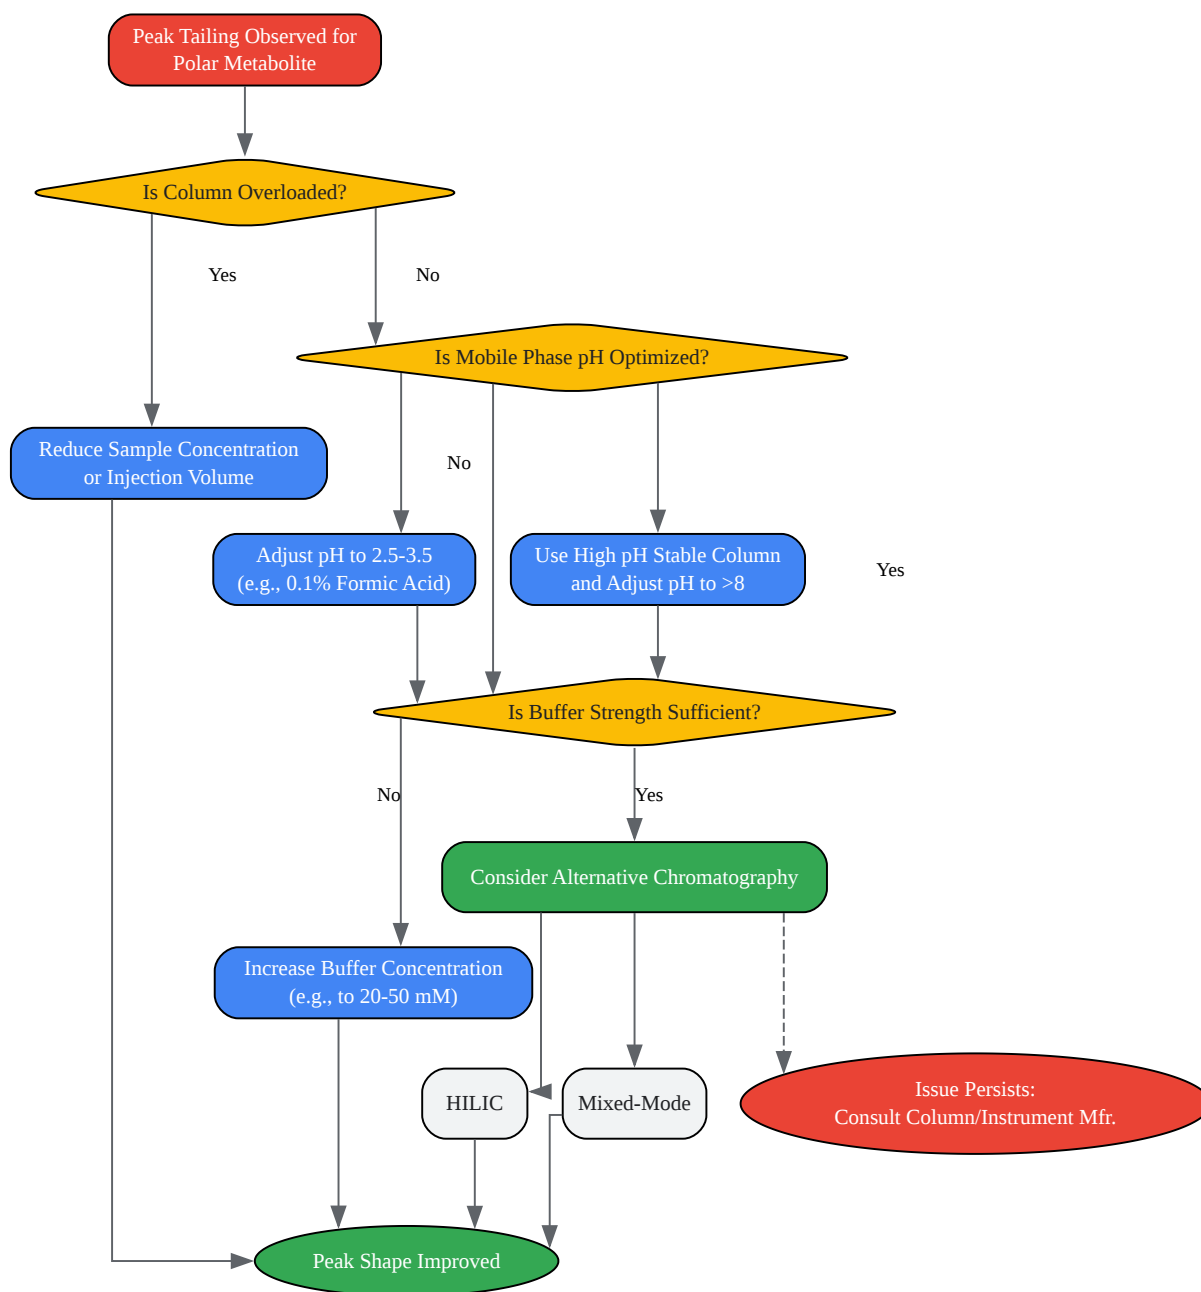 Peak Tailing Observed for
Polar Metabolite
Is Column Overloaded?
Yes
No
Is Mobile Phase pH Optimized?
Reduce Sample Concentration
or Injection Volume
No
Adjust pH to 2.5-3.5
(e.g., 0.1% Formic Acid)
Use High pH Stable Column
and Adjust pH to >8
Yes
Is Buffer Strength Sufficient?
No
Yes
Consider Alternative Chromatography
Increase Buffer Concentration
(e.g., to 20-50 mM)
HILIC
Mixed-Mode
Issue Persists:
Consult Column/Instrument Mfr.
Peak Shape Improved